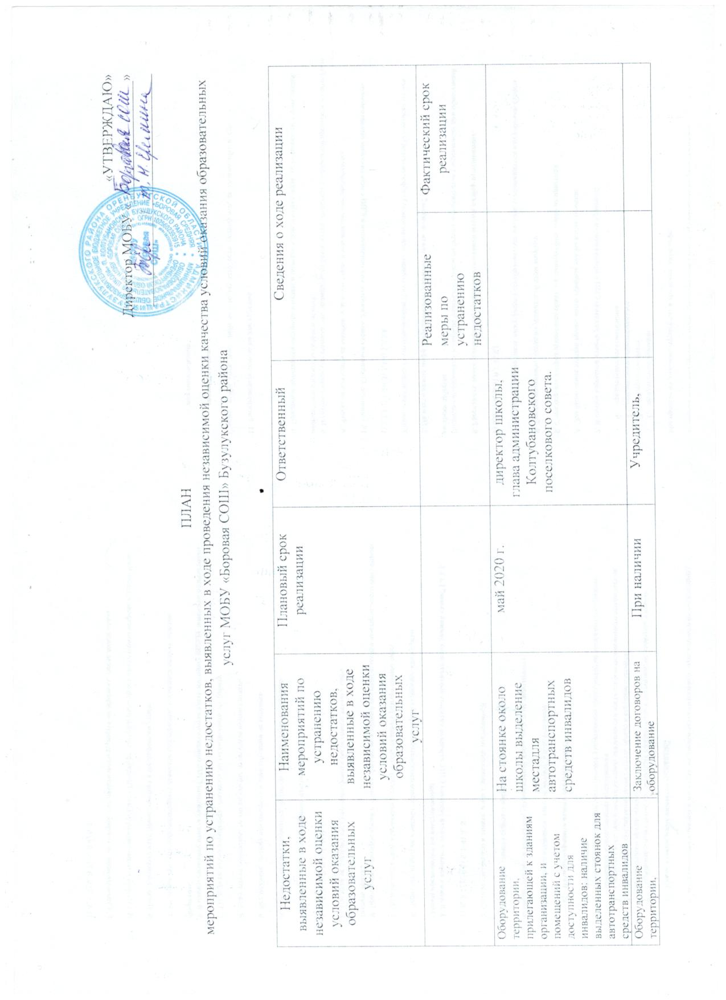 «УТВЕРЖДАЮ»
Директор МОБУ « Боровая СОШ »
ПЛАН
мероприятий по устранению недостатков, выявленных в ходе проведения независимой оценки качества условий оказания образовательных
услуг МОБУ «Боровая СОШ» Бузулукского района
Недостатки,
выявленные в ходе
независимой оценки
условий оказания
образовательных
услуг
Наименования
мероприятий по
устранению
недостатков,
выявленные в ходе
независимой оценки
условий оказания
образовательных
услуг
Плановый срок
реализации
Ответственный
Сведения о ходе реализации
Реализованные
меры по
устранению
недостатков
Фактический срок
реализации
Оборудование
территории,
прилегающей к зданиям
организации, и
помещений с учетом
доступности для
инвалидов: наличие
выделенных стоянок для
автотранспортных
средств инвалидов
На стоянке около
школы выделение
местадля
автотранспортных
средств инвалидов
май 2020 г.
директор школы,
глава администрации
Колтубановского
поселкового совета.
Оборудование
территории,
Заключение договоров на
оборудование
При наличии
Учредитель,